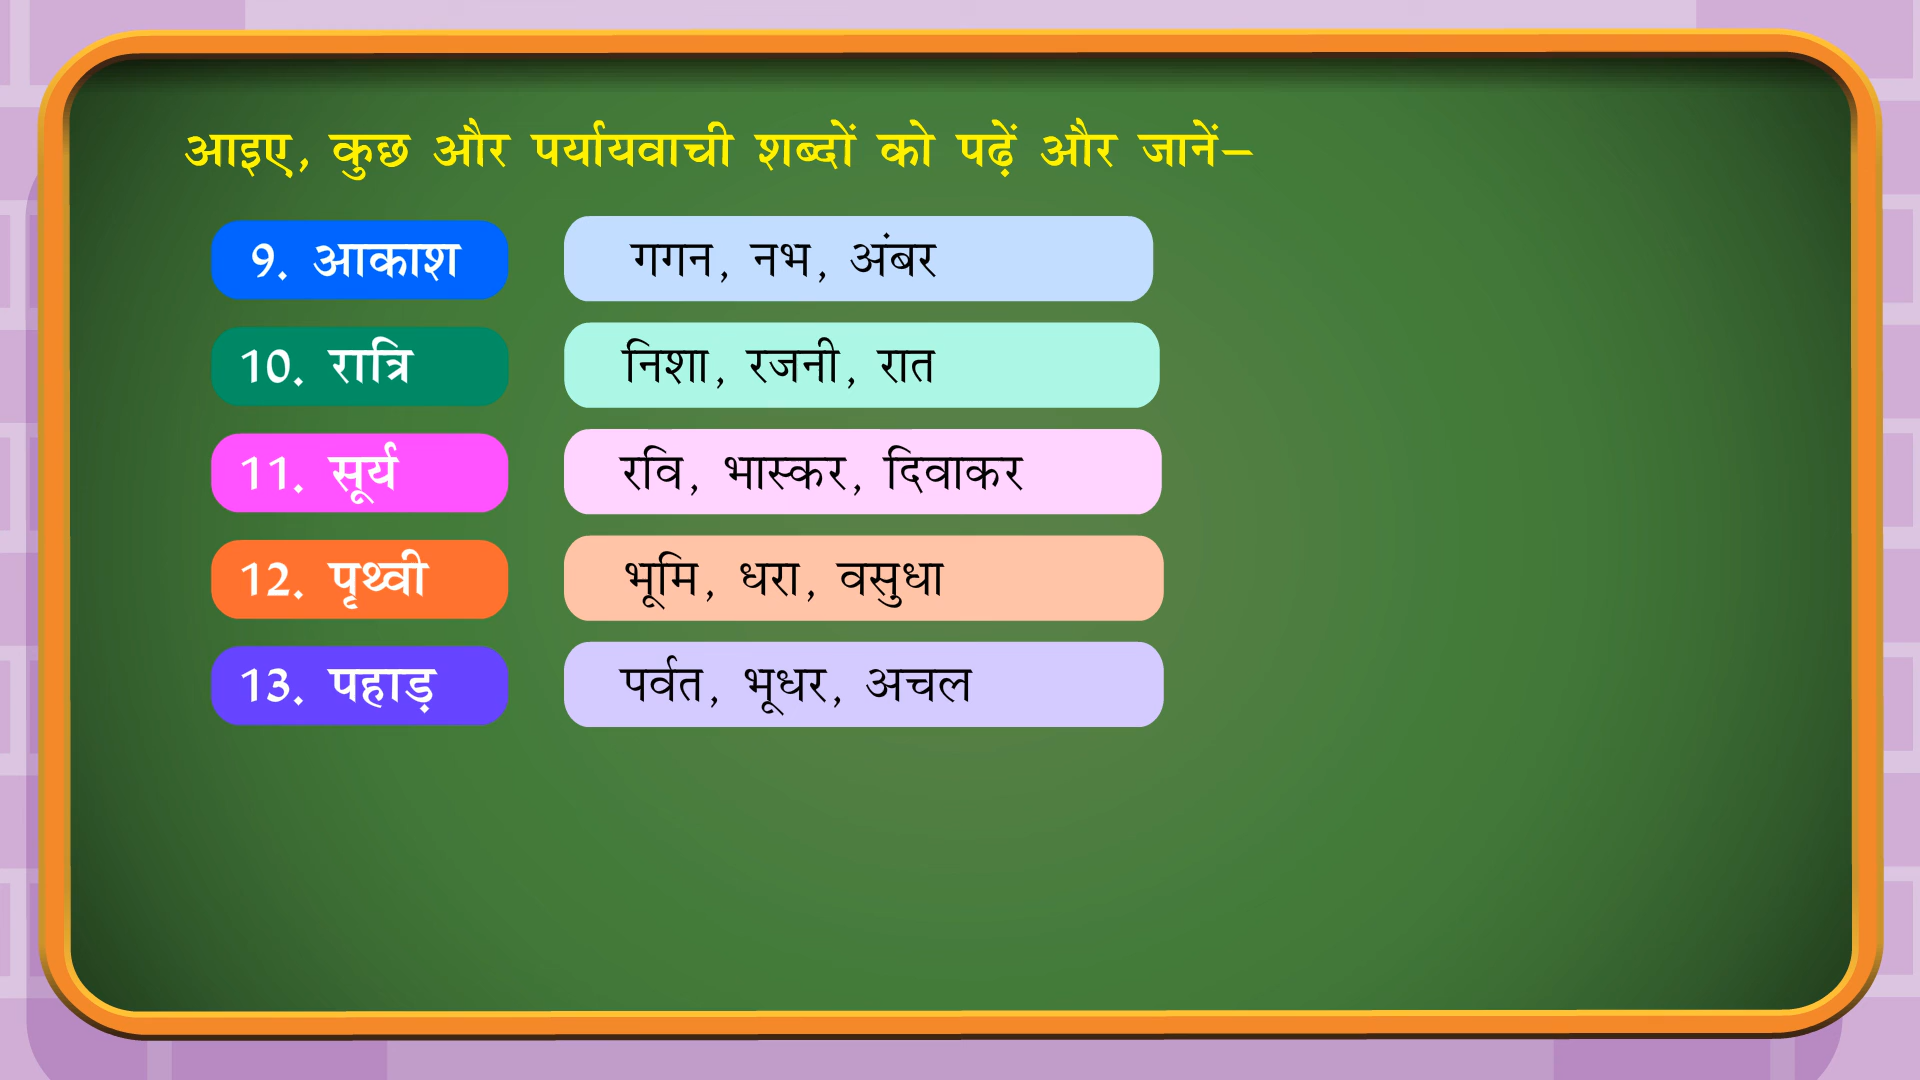 आइए, कुछ और पर्यायवाची शब्दों को पढ़ें और जानें–
9. आकाश गगन, नभ, अंबर
10. रात्रि निशा, रजनी, रात
11. सूर्य रवि, भास्कर, दिवाकर
12. पृथ्वी भूमि, धरा, वसुधा
13. पहाड़ पर्वत, भूधर, अचल